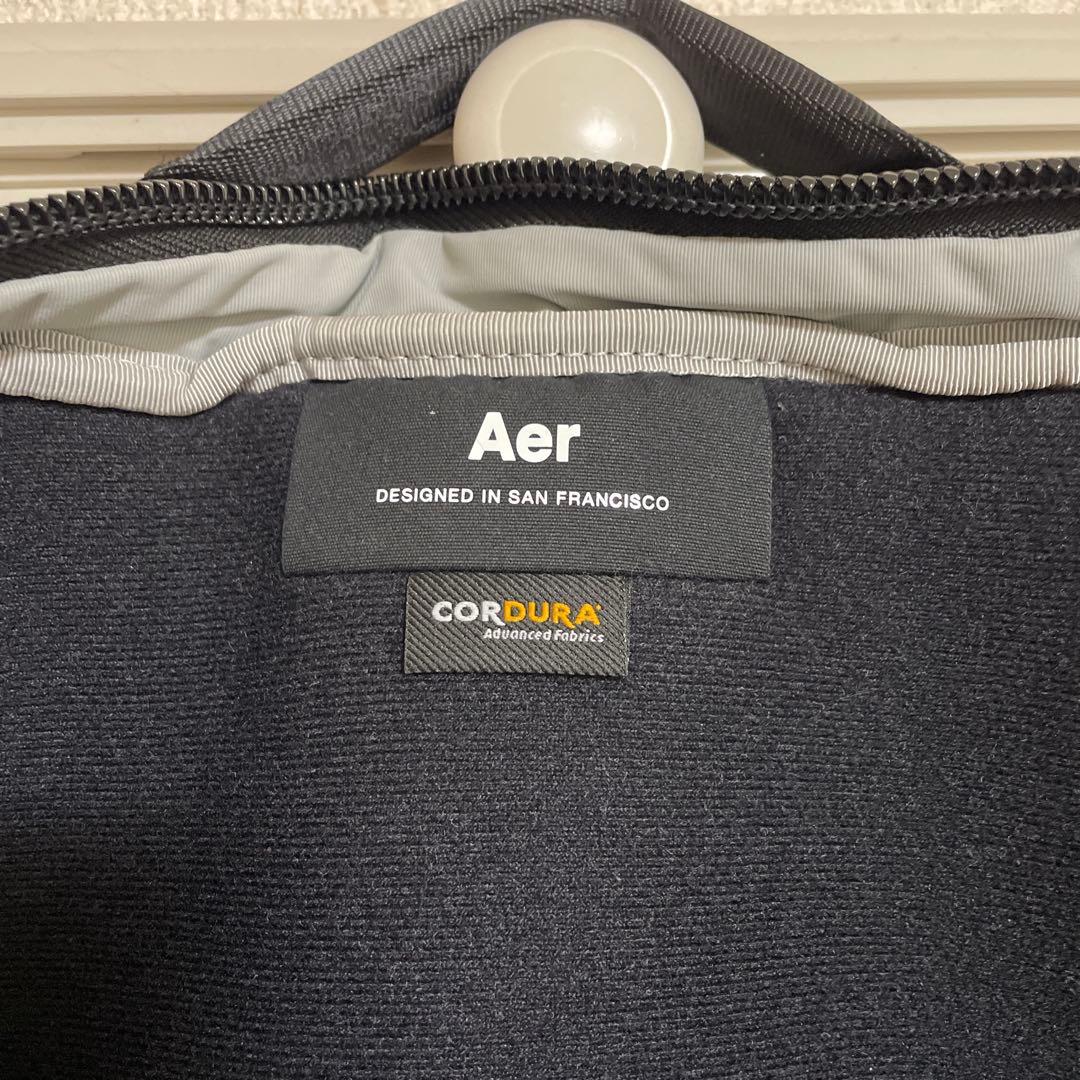 Aer
DESIGNED IN SAN FRANCISCO
CORDURA®
Advanced Fabrics